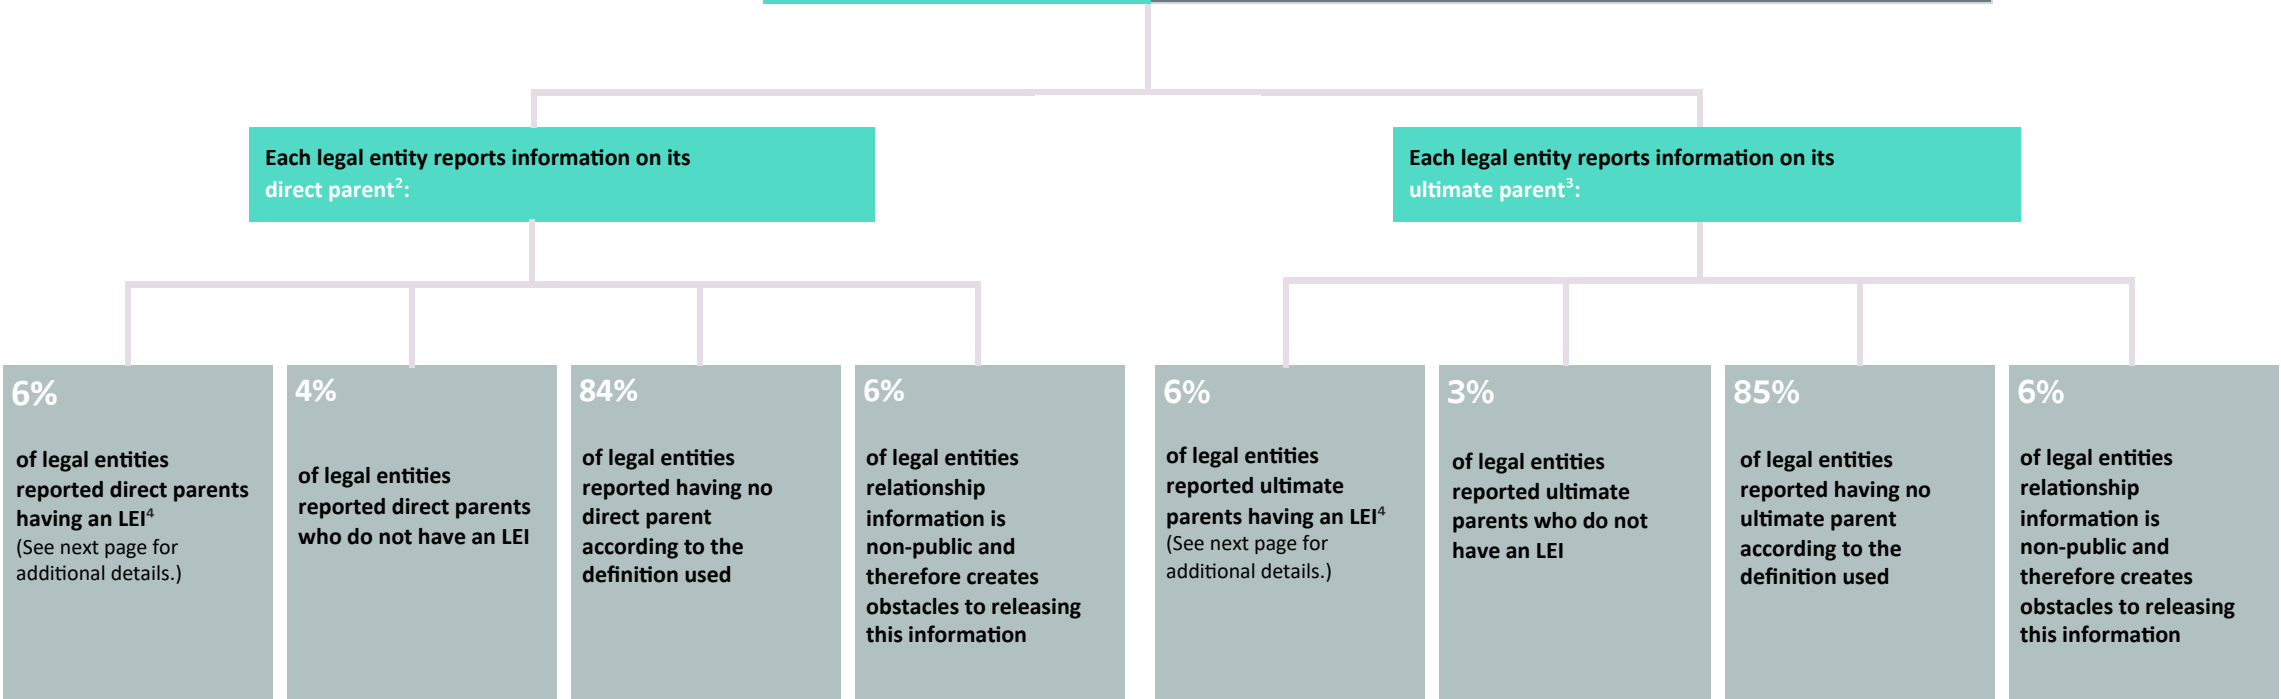 Each legal entity reports information on its
direct parent²:
Each legal entity reports information on its
ultimate parent³:
6%
of legal entities
reported direct parents
having an LEI⁴
(See next page for
additional details.)
4%
of legal entities
reported direct parents
who do not have an LEI
84%
of legal entities
reported having no
direct parent
according to the
definition used
6%
of legal entities
relationship
information is
non-public and
therefore creates
obstacles to releasing
this information
6%
of legal entities
reported ultimate
parents having an LEI⁴
(See next page for
additional details.)
3%
of legal entities
reported ultimate
parents who do not
have an LEI
85%
of legal entities
reported having no
ultimate parent
according to the
definition used
6%
of legal entities
relationship
information is
non-public and
therefore creates
obstacles to releasing
this information